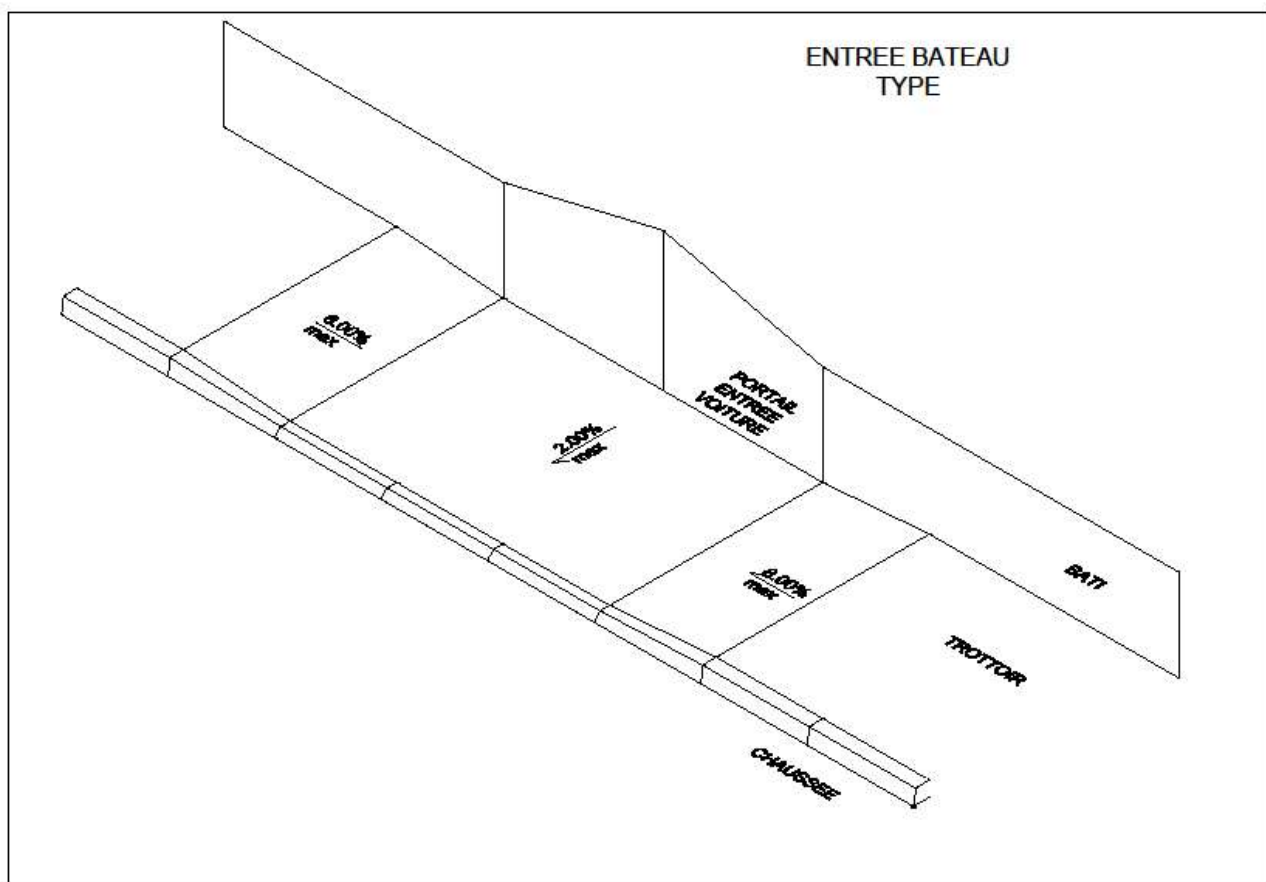 ENTREE BATEAU
TYPE
6.00%
max
PORTAIL
ENTREE
VOITURE
2.00%
max
6.00%
max
BATI
TROTTOIR
CHAUSSEE